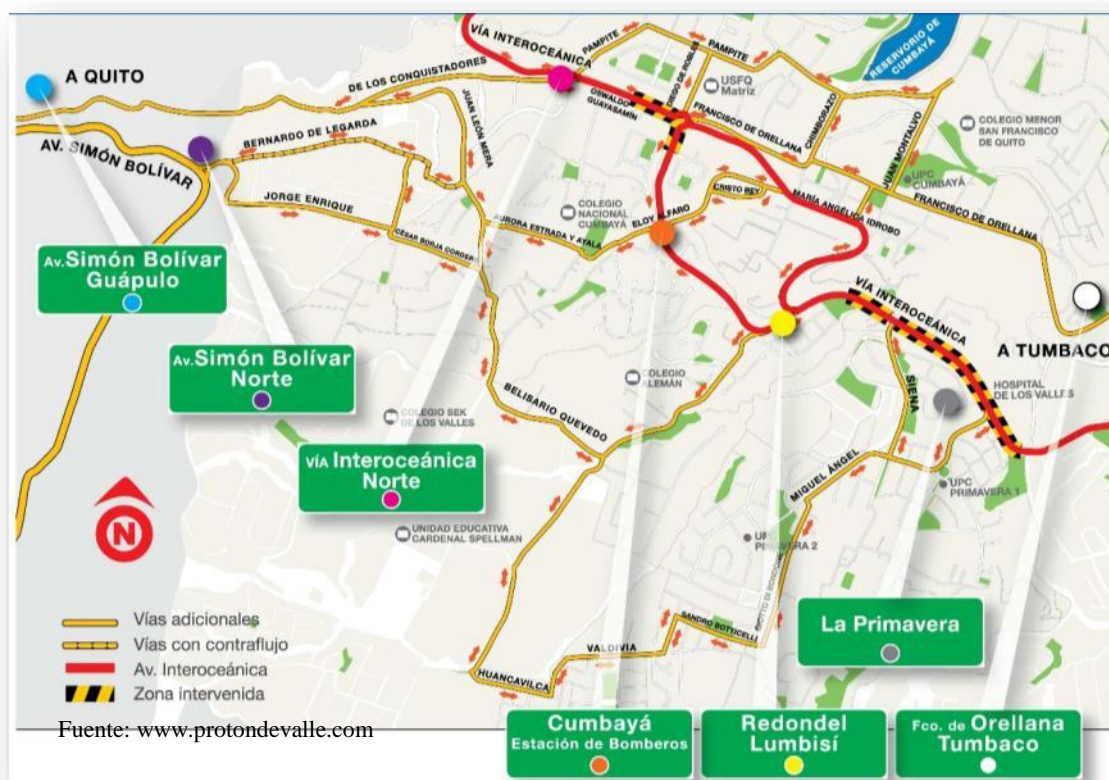 A QUITO
AV. SIMÓN BOLÍVAR
DE LOS CONQUISTADORES
BERNARDO DE LEGARDA
JORGE ENRIQUE
JUAN LEÓN MERA
CÉSAR BORJA CORDERO
VÍA INTEROCEÁNICA
PAMPITE
PAMPITE
OSWALDO
GUAYASAMÍN
DIEGO DE ROBLES
USFQ
Matriz
RESERVORIO DE
CUMBAYÁ
FRANCISCO DE ORELLANA
CHIMBORAZO
JUAN MONTALVO
COLEGIO MENOR
SAN FRANCISCO
DE QUITO
UPC
CUMBAYÁ
FRANCISCO DE ORELLANA
CRISTO REY
MARÍA ANGÉLICA IDROBO
COLEGIO
NACIONAL
CUMBAYÁ
ELOY ALFARO
AURORA ESTRADA Y AYALA
Av. Simón Bolívar
Guápulo
Av. Simón Bolívar
Norte
VÍA Interoceánica
Norte
VÍA INTEROCEÁNICA
A TUMBACO
HOSPITAL
DE LOS VALLES
SIENA
COLEGIO
ALEMÁN
BELISARIO QUEVEDO
COLEGIO SEK
DE LOS VALLES
MIGUEL ÁNGEL
UPC
PRIMAVERA 1
UNIDAD EDUCATIVA
CARDENAL SPELLMAN
SANDRO BOTTICELLI
VALDIVIA
HUANCAVILCA
N
Vías adicionales
Vías con contraflujo
Av. Interoceánica
Zona intervenida
Fuente: www.protondevalle.com
La Primavera
Cumbayá
Estación de Bomberos
Redondel
Lumbisí
Fco. de Orellana
Tumbaco